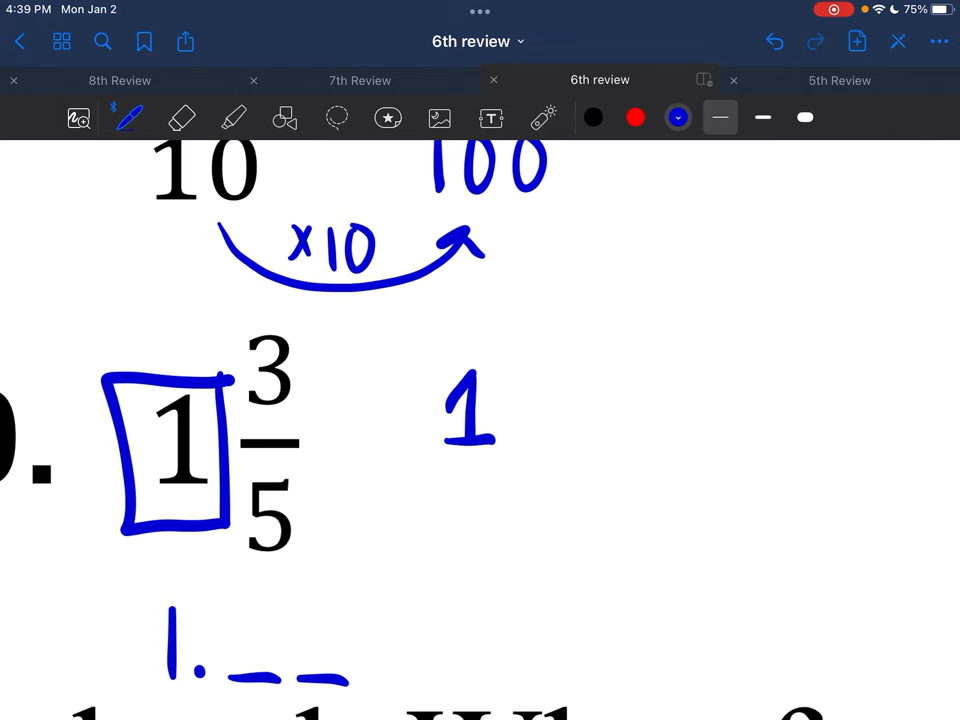 4:39 PM Mon Jan 2 75%
6th review
8th Review 7th Review 6th review 5th Review
10 100
×10
3
. 1 1
5
1. _ _